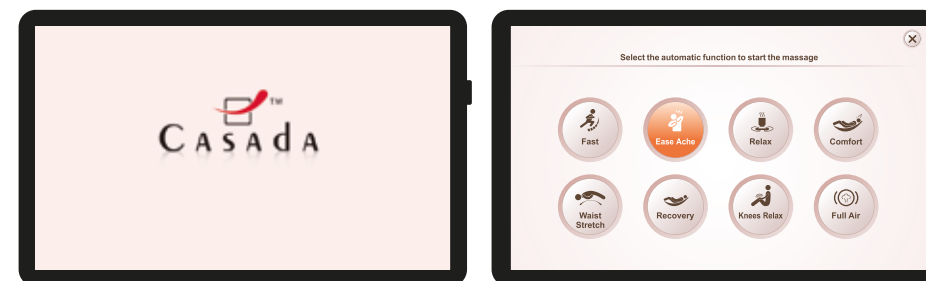 Casada
TM
Select the automatic function to start the massage
Fast
Ease Ache
Relax
Comfort
Waist
Stretch
Recovery
Knees Relax
Full Air